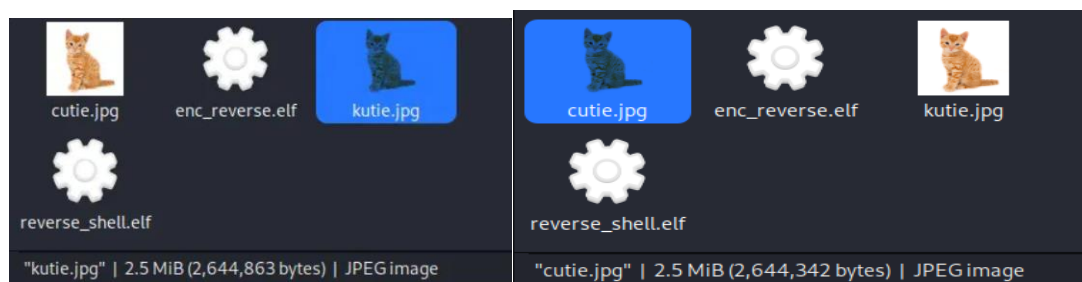 cutie.jpg enc_reverse.elf kutie.jpg
reverse_shell.elf
"kutie.jpg" | 2.5 MiB (2,644,863 bytes) | JPEG image
cutie.jpg enc_reverse.elf kutie.jpg
reverse_shell.elf
"cutie.jpg" | 2.5 MiB (2,644,342 bytes) | JPEG image